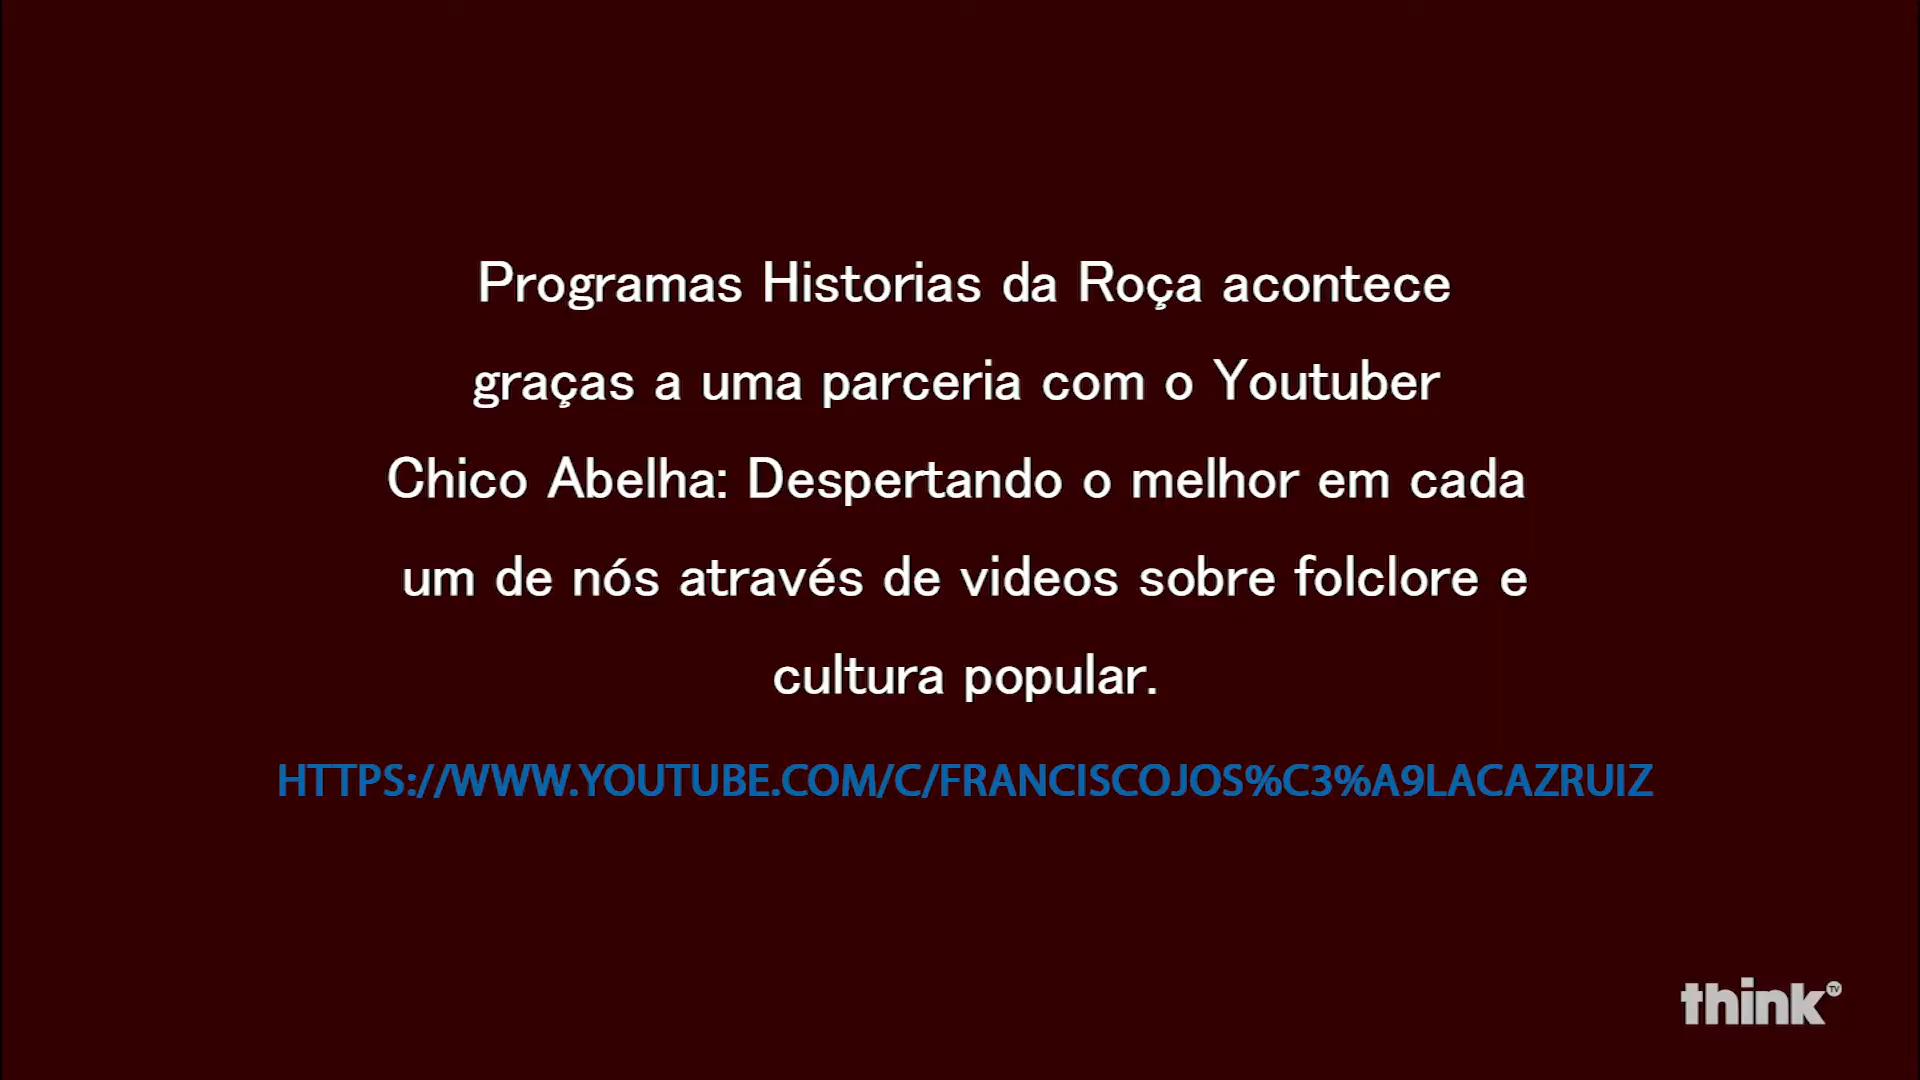 Programas Historias da Roça acontece
graças a uma parceria com o Youtuber
Chico Abelha: Despertando o melhor em cada
um de nós através de videos sobre folclore e
cultura popular.
HTTPS://WWW.YOUTUBE.COM/C/FRANCISCOJOS%C3%A9LACAZRUIZ
think TV